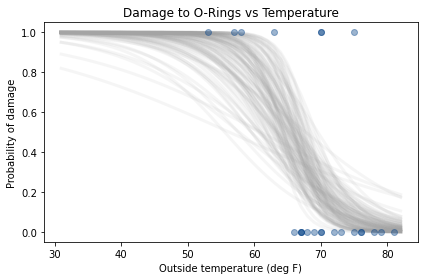 Damage to O-Rings vs Temperature
Probability of damage
1.0
0.8
0.6
0.4
0.2
0.0
30 40 50 60 70 80
Outside temperature (deg F)